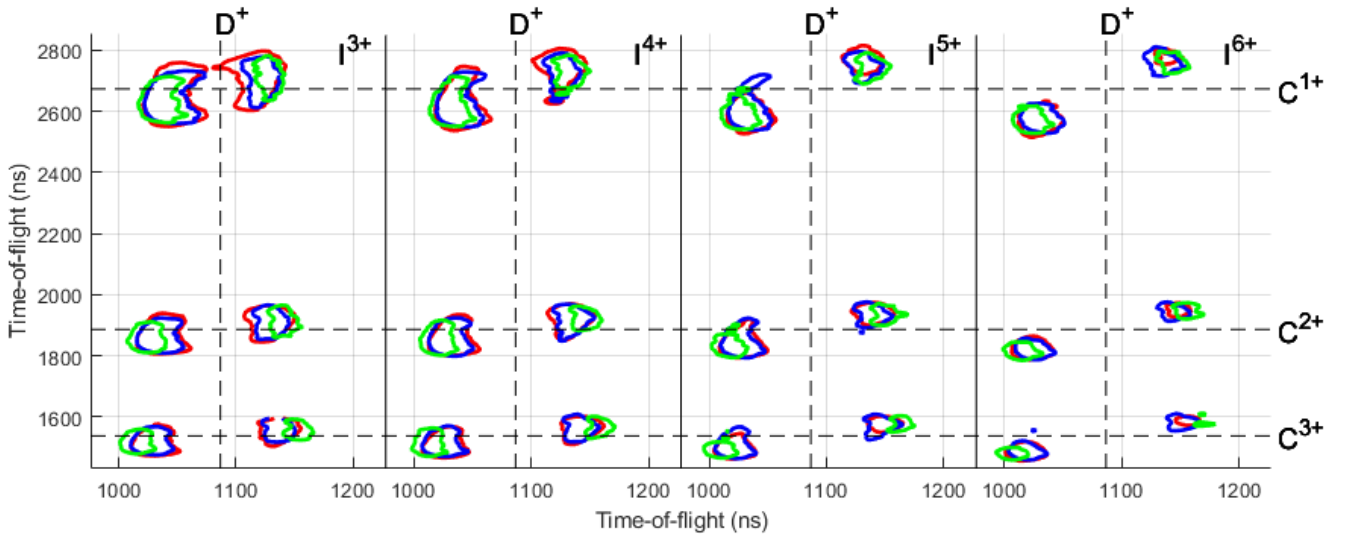 D⁺ D⁺ D⁺ D⁺
I³⁺ I⁴⁺ I⁵⁺ I⁶⁺
2800
2600
2400
2200
2000
1800
1600
Time-of-flight (ns)
C¹⁺
C²⁺
C³⁺
1000 1100 1200 1000 1100 1200 1000 1100 1200 1000 1100 1200
Time-of-flight (ns)